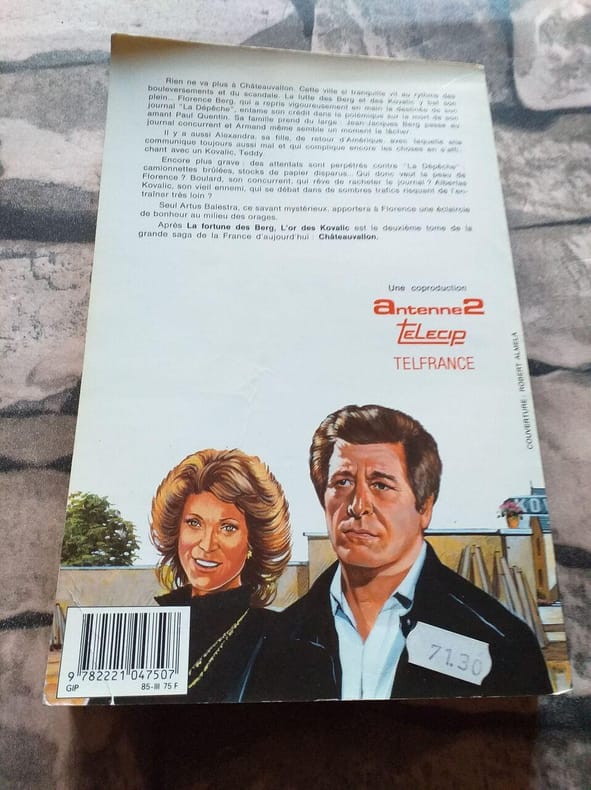 Rien ne va plus à Châteauvallon. Cette ville si tranquille vit au rythme des
bouleversements et du scandale. La lutte des Berg et des Kovalic y bat son
plein... Florence Berg, qui a repris vigoureusement en main la destinée de son
journal "La Dépêche", entame son crédit dans la polémique sur la mort de son
amant Paul Quentin. Sa famille prend du large : Jean-Jacques Berg passe au
journal concurrent et Armand même semble un moment la lâcher.
Il y a aussi Alexandra, sa fille, de retour d'Amérique, avec laquelle elle
communique toujours aussi mal et qui complique encore les choses en s'affi-
chant avec un Kovalic, Teddy.
Encore plus grave : des attentats sont perpétrés contre "La Dépêche" :
camionnettes brûlées, stocks de papier disparus... Qui donc veut la peau de
Florence ? Boulard, son concurrent, qui rêve de racheter le journal ? Albertas
Kovalic, son vieil ennemi, qui se débat dans de sombres trafics risquant de l'en-
traîner très loin ?
Seul Artus Balestra, ce savant mystérieux, apportera à Florence une éclaircie
de bonheur au milieu des orages.
Après La fortune des Berg, L'or des Kovalic est le deuxième tome de la
grande saga de la France d'aujourd'hui : Châteauvallon.
Une coproduction
antenne2
TELECIP
TELFRANCE
COUVERTURE : ROBERT ALMELA
KO
71.30
9 782221 047507
GIP 85-III 75 F